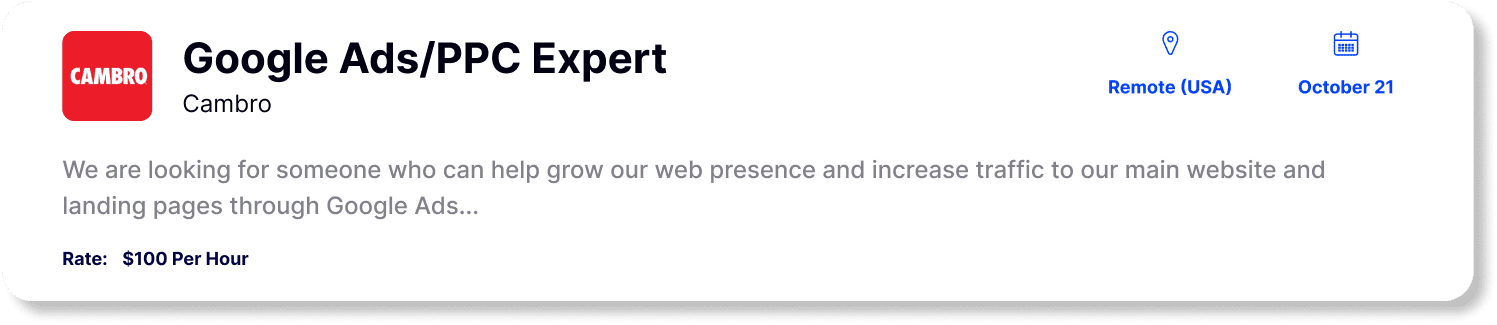 CAMBRO
Google Ads/PPC Expert
Cambro
Remote (USA)
October 21
We are looking for someone who can help grow our web presence and increase traffic to our main website and
landing pages through Google Ads...
Rate: $100 Per Hour